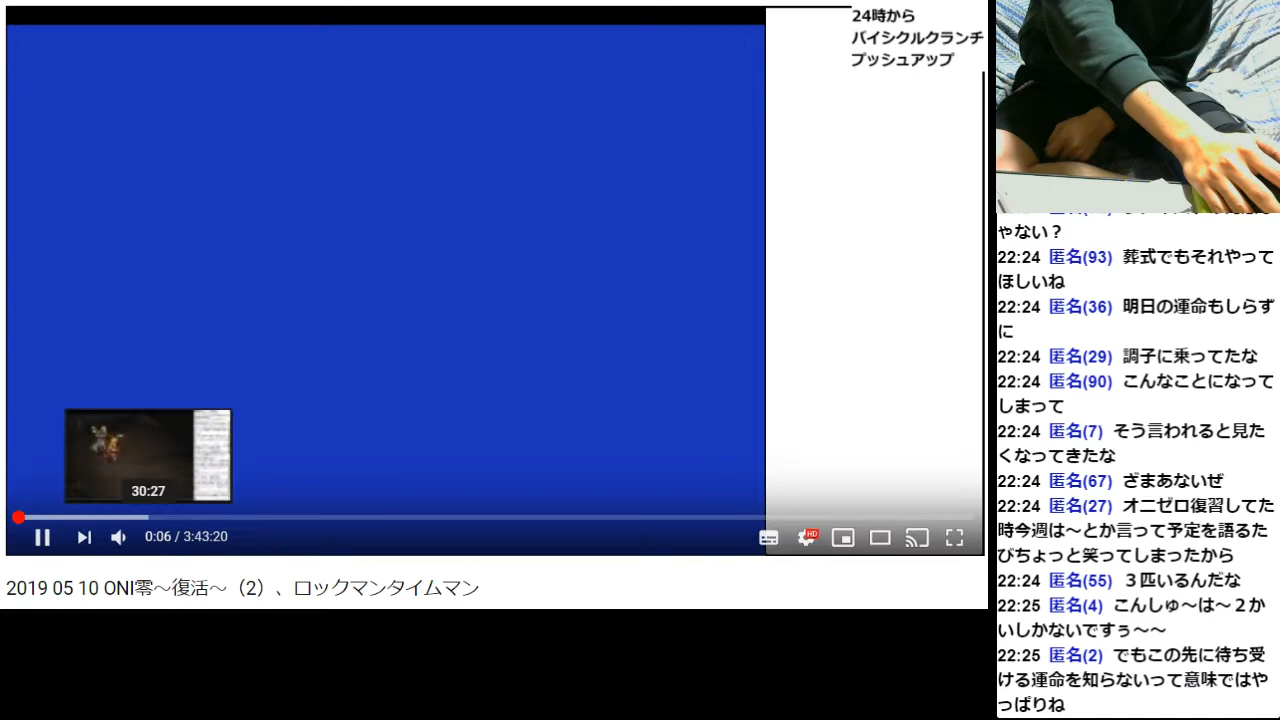 24時から
バイシクルクランチ
プッシュアップ
30:27
0:06 / 3:43:20
HD
2019 05 10 ONI零～復活～（2）、ロックマンタイムマン
ゃない？
22:24 匿名(93) 葬式でもそれやって
ほしいね
22:24 匿名(36) 明日の運命もしらず
に
22:24 匿名(29) 調子に乗ってたな
22:24 匿名(90) こんなことになって
しまって
22:24 匿名(7) そう言われると見た
くなってきたな
22:24 匿名(67) ざまあないぜ
22:24 匿名(27) オニゼロ復習してた
時今週は～とか言って予定を語るた
びちょっと笑ってしまったから
22:24 匿名(55) ３匹いるんだな
22:25 匿名(4) こんしゅ～は～２か
いしかないですぅ～～
22:25 匿名(2) でもこの先に待ち受
ける運命を知らないって意味ではや
っぱりね